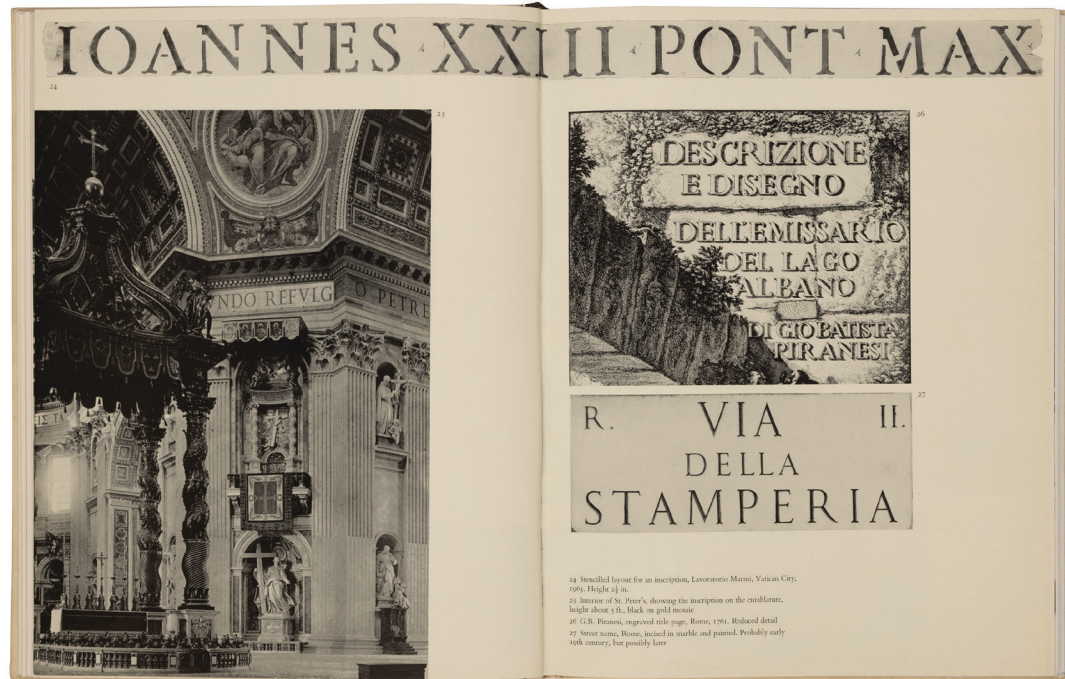 IOANNES XXIII PONT MAX
24
25
NDO REFVLG
O PETRE
26
DESCRIZIONE
E DISEGNO
DELL'EMISSARIO
DEL LAGO
ALBANO
DI GIO BATISTA
PIRANESI
27
R. VIA II.
DELLA
STAMPERIA
24 Stencilled layout for an inscription, Lavoratorio Marmi, Vatican City,
1963. Height 2½ in.
25 Interior of St. Peter's, showing the inscription on the entablature,
height about 5 ft., black on gold mosaic
26 G.B. Piranesi, engraved title page, Rome, 1761. Reduced detail
27 Street name, Rome, incised in marble and painted. Probably early
19th century, but possibly later